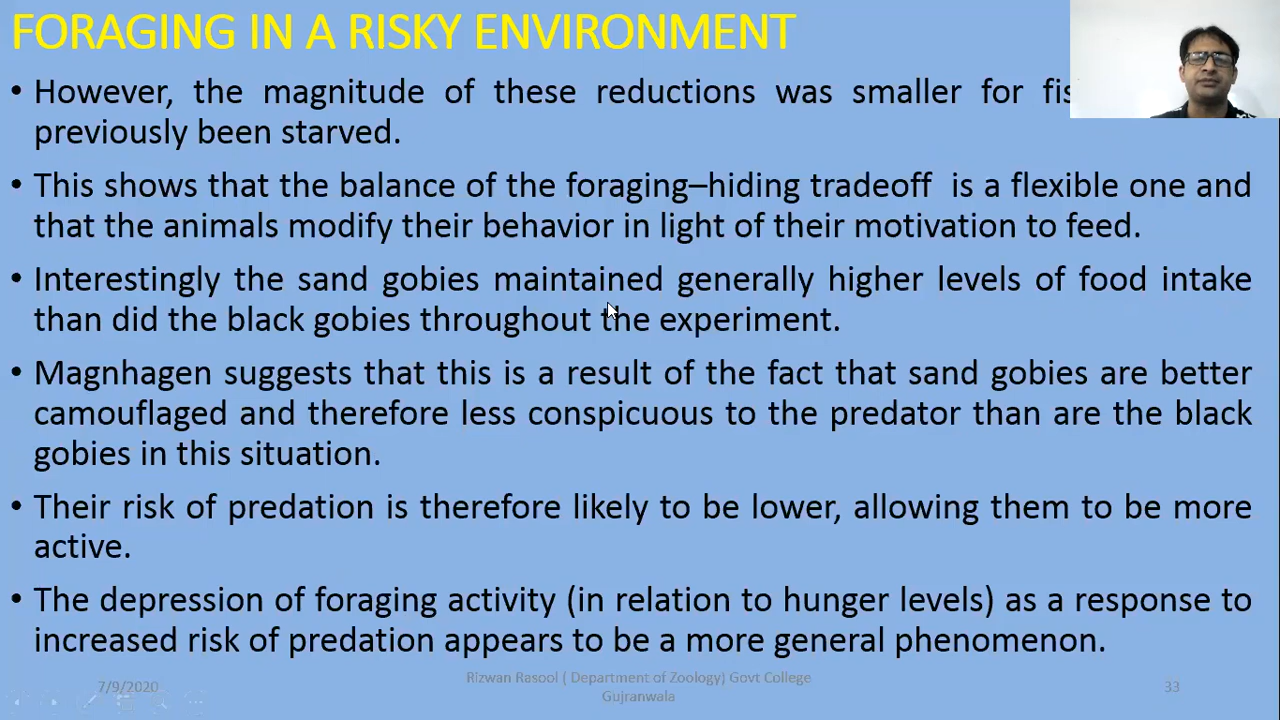 FORAGING IN A RISKY ENVIRONMENT
• However, the magnitude of these reductions was smaller for
previously been starved.
• This shows that the balance of the foraging–hiding tradeoff is a flexible one and
that the animals modify their behavior in light of their motivation to feed.
• Interestingly the sand gobies maintained generally higher levels of food intake
than did the black gobies throughout the experiment.
• Magnhagen suggests that this is a result of the fact that sand gobies are better
camouflaged and therefore less conspicuous to the predator than are the black
gobies in this situation.
• Their risk of predation is therefore likely to be lower, allowing them to be more
active.
• The depression of foraging activity (in relation to hunger levels) as a response to
increased risk of predation appears to be a more general phenomenon.
7/9/2020
Rizwan Rasool ( Department of Zoology) Govt College
Gujranwala
33